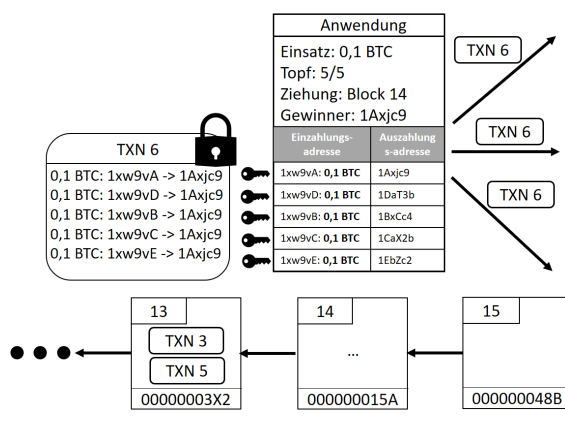 Anwendung
Einsatz: 0,1 BTC
Topf: 5/5
Ziehung: Block 14
Gewinner: 1Axjc9
Einzahlungs-
adresse
Auszahlung
s-adresse
1xw9vA: 0,1 BTC 1Axjc9
1xw9vD: 0,1 BTC 1DaT3b
1xw9vB: 0,1 BTC 1BxCc4
1xw9vC: 0,1 BTC 1CaX2b
1xw9vE: 0,1 BTC 1EbZc2
TXN 6
0,1 BTC: 1xw9vA -> 1Axjc9
0,1 BTC: 1xw9vD -> 1Axjc9
0,1 BTC: 1xw9vB -> 1Axjc9
0,1 BTC: 1xw9vC -> 1Axjc9
0,1 BTC: 1xw9vE -> 1Axjc9
TXN 6
TXN 6
TXN 6
13
TXN 3
TXN 5
00000003X2
14
...
000000015A
15
000000048B